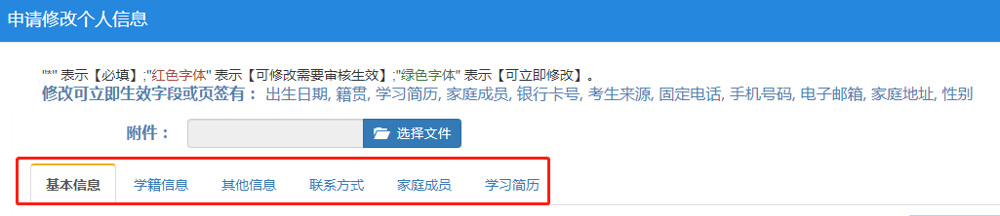 申请修改个人信息
"*" 表示【必填】;"红色字体" 表示【可修改需要审核生效】;"绿色字体" 表示【可立即修改】。
修改可立即生效字段或页签有： 出生日期, 籍贯, 学习简历, 家庭成员, 银行卡号, 考生来源, 固定电话, 手机号码, 电子邮箱, 家庭地址, 性别
附件： 选择文件
基本信息 学籍信息 其他信息 联系方式 家庭成员 学习简历